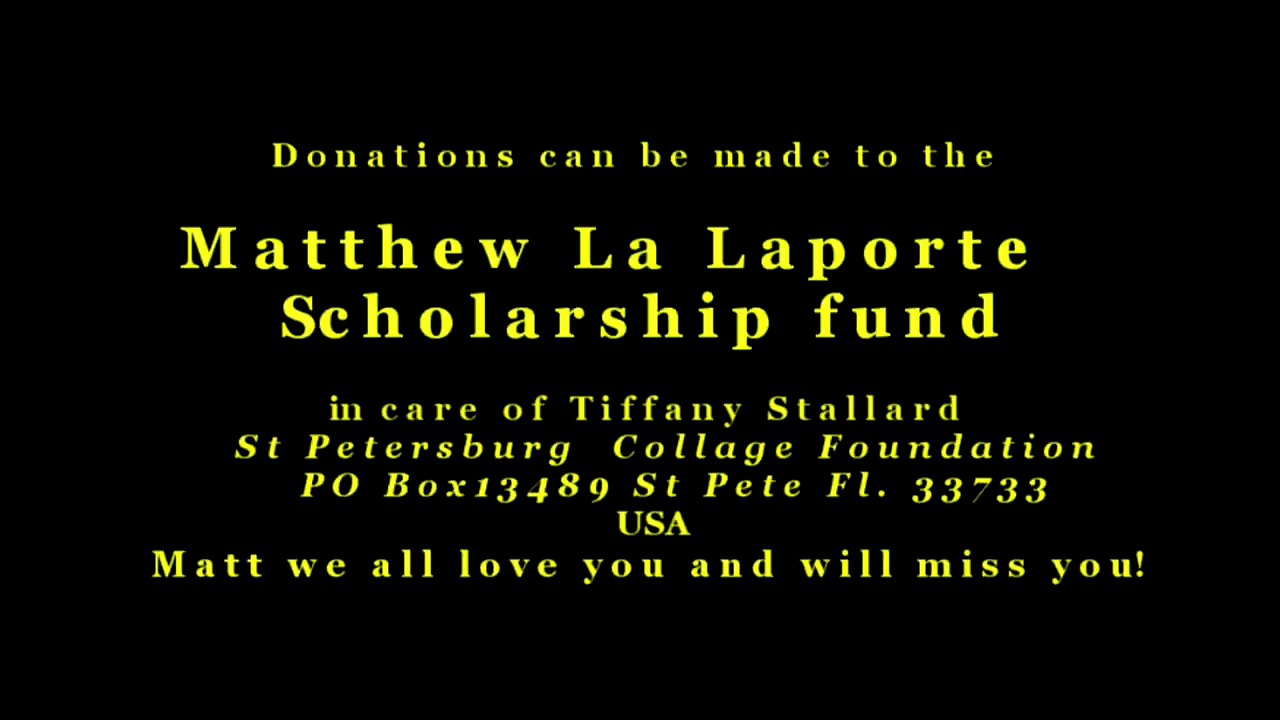 Donations can be made to the
Matthew La Laporte
Scholarship fund
in care of Tiffany Stallard
St Petersburg Collage Foundation
PO Box13489 St Pete Fl. 33733
USA
Matt we all love you and will miss you!